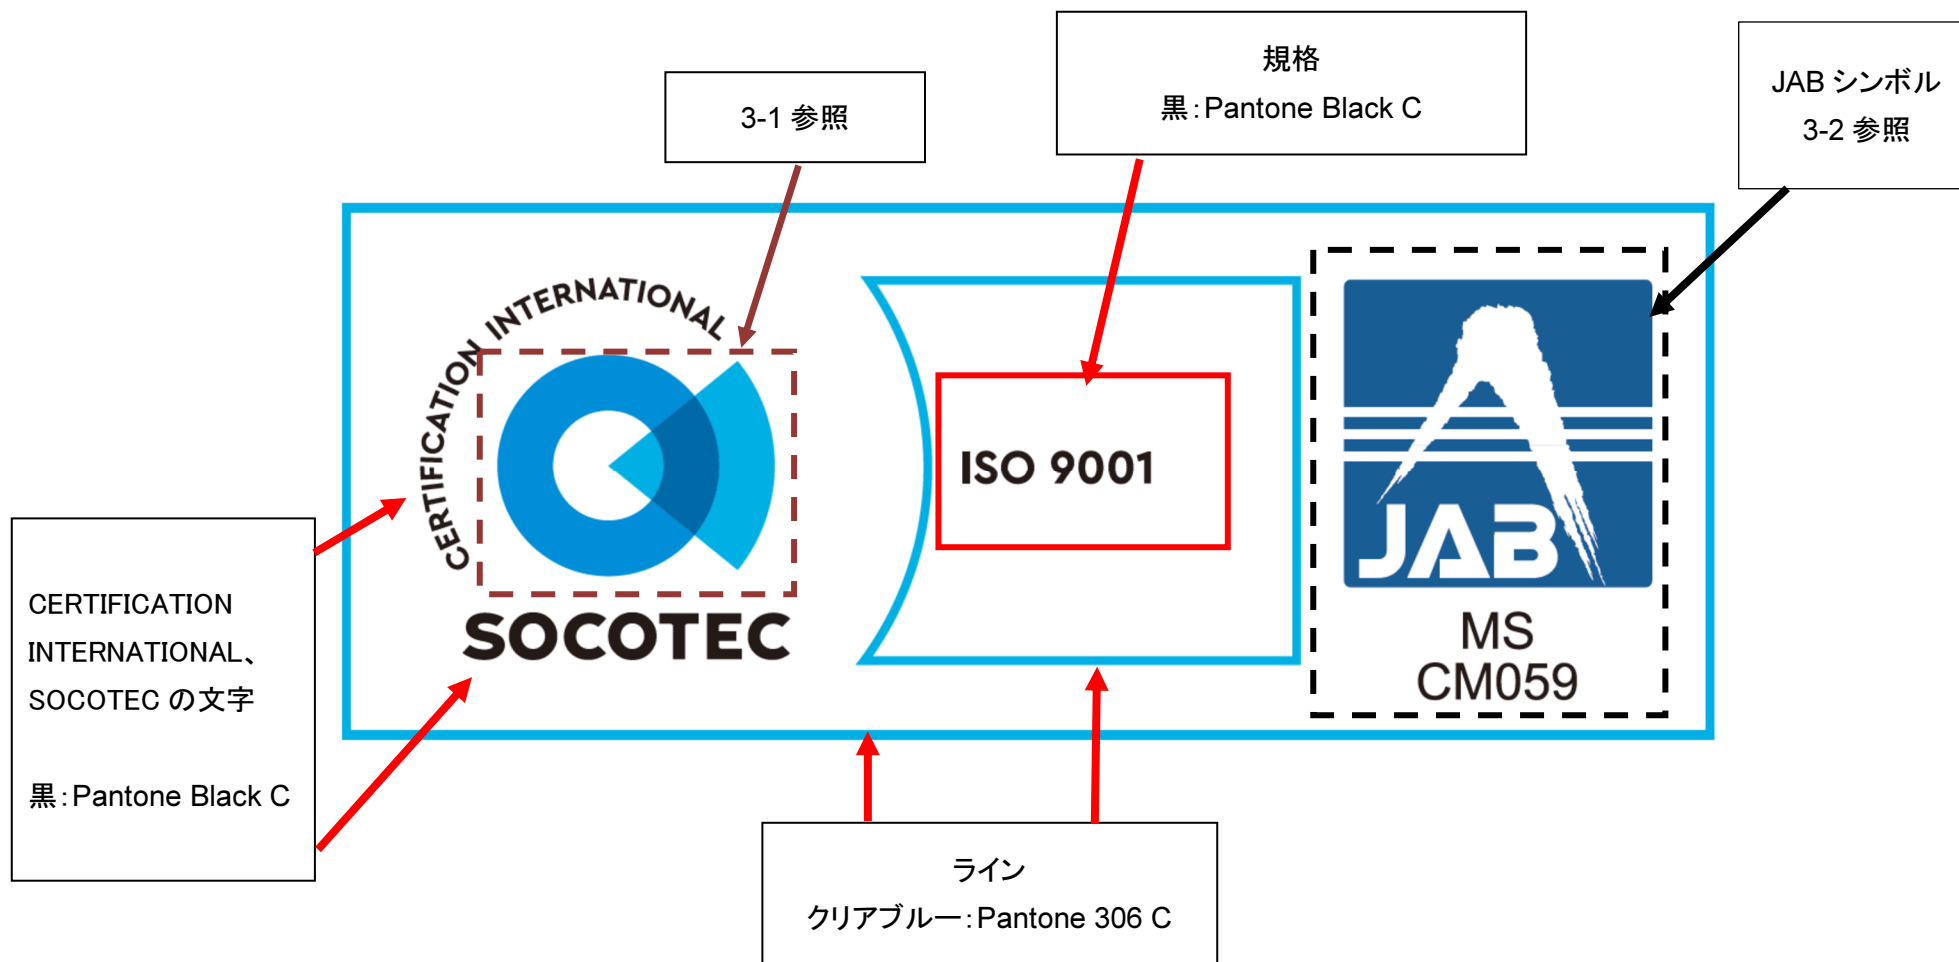 3-1 参照
規格
黒：Pantone Black C
JAB シンボル
3-2 参照
CERTIFICATION INTERNATIONAL
SOCOTEC
ISO 9001
JAB
MS
CM059
CERTIFICATION
INTERNATIONAL、
SOCOTEC の文字
黒：Pantone Black C
ライン
クリアブルー：Pantone 306 C